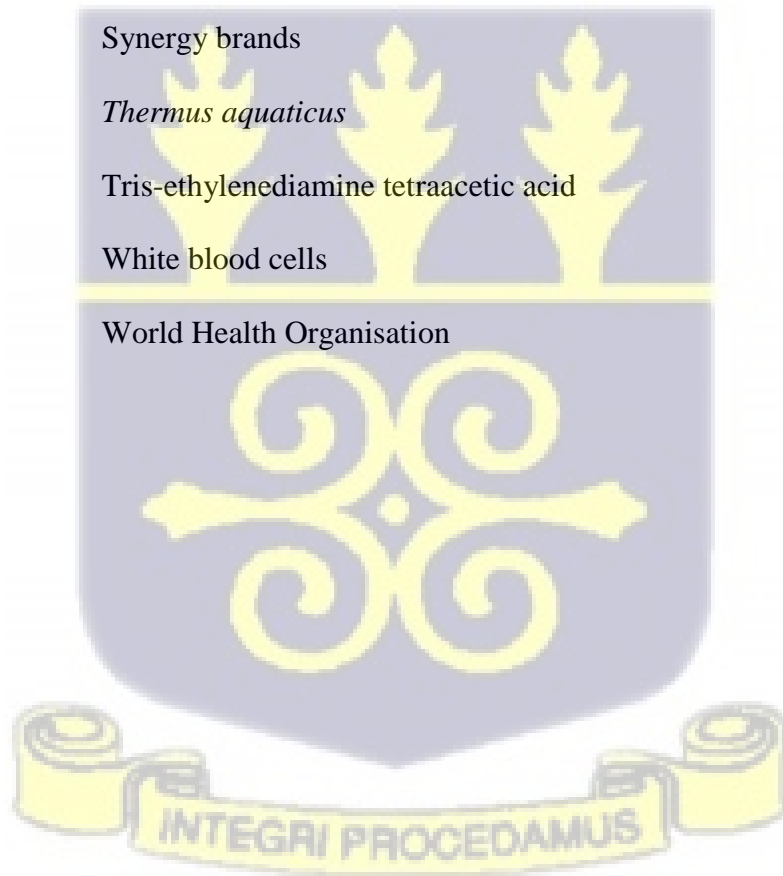 Synergy brands
Thermus aquaticus
Tris-ethylenediamine tetraacetic acid
White blood cells
World Health Organisation
INTEGRI PROCEDAMUS